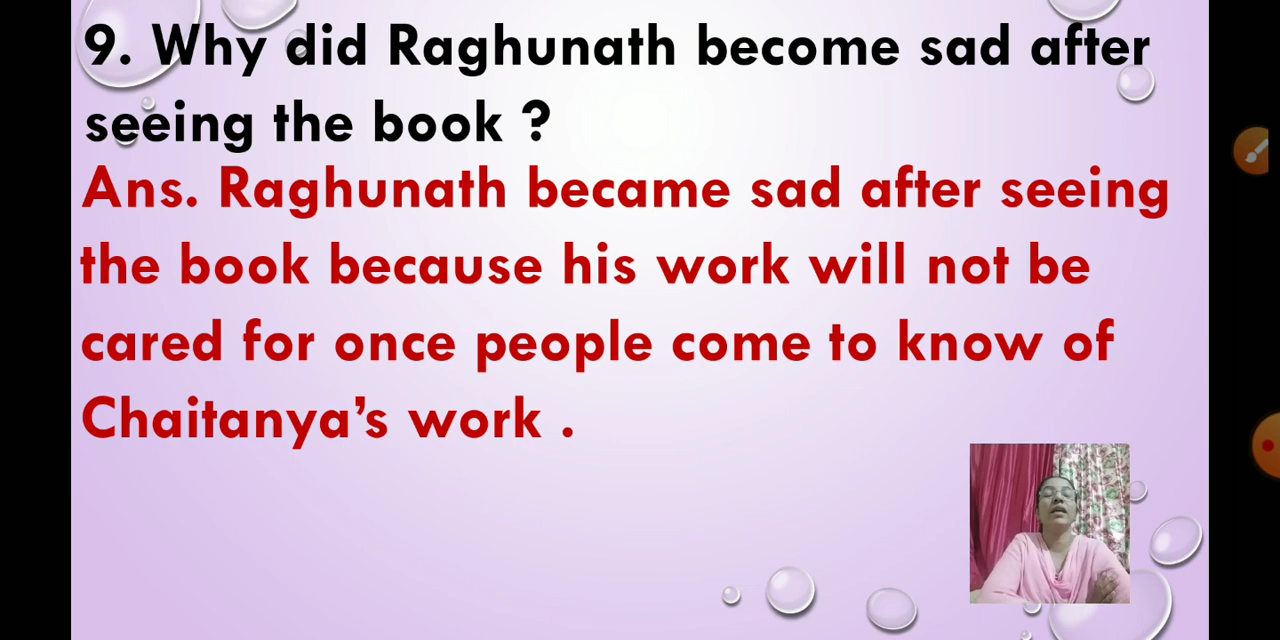 9. Why did Raghunath become sad after
seeing the book ?
Ans. Raghunath became sad after seeing
the book because his work will not be
cared for once people come to know of
Chaitanya’s work .